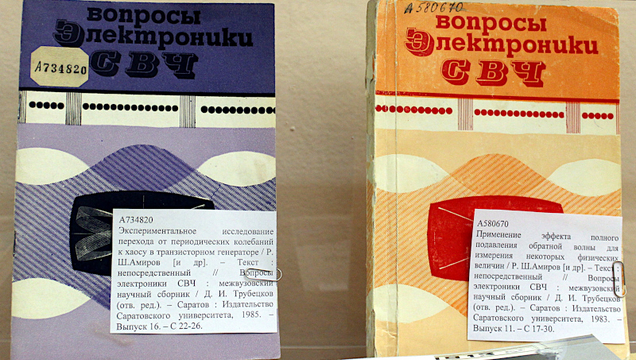 вопросы
Электроники
СВЧ
А734820
А734820
Экспериментальное исследование
перехода от периодических колебаний
к хаосу в транзисторном генераторе / Р.
Ш.Амиров [и др]. – Текст :
непосредственный // Вопросы
электроники СВЧ : межвузовский
научный сборник / Д. И. Трубецков
(отв. ред.). – Саратов : Издательство
Саратовского университета, 1985. –
Выпуск 16. – С 22-26.
А580670
вопросы
Электроники
СВЧ
А580670
Применение эффекта полного
подавления обратной волны для
измерения некоторых физических
величин / Р. Ш.Амиров [и др]. – Текст :
непосредственный // Вопросы
электроники СВЧ : межвузовский
научный сборник / Д. И. Трубецков
(отв. ред.). – Саратов : Издательство
Саратовского университета, 1983. –
Выпуск 11. – С 17-30.